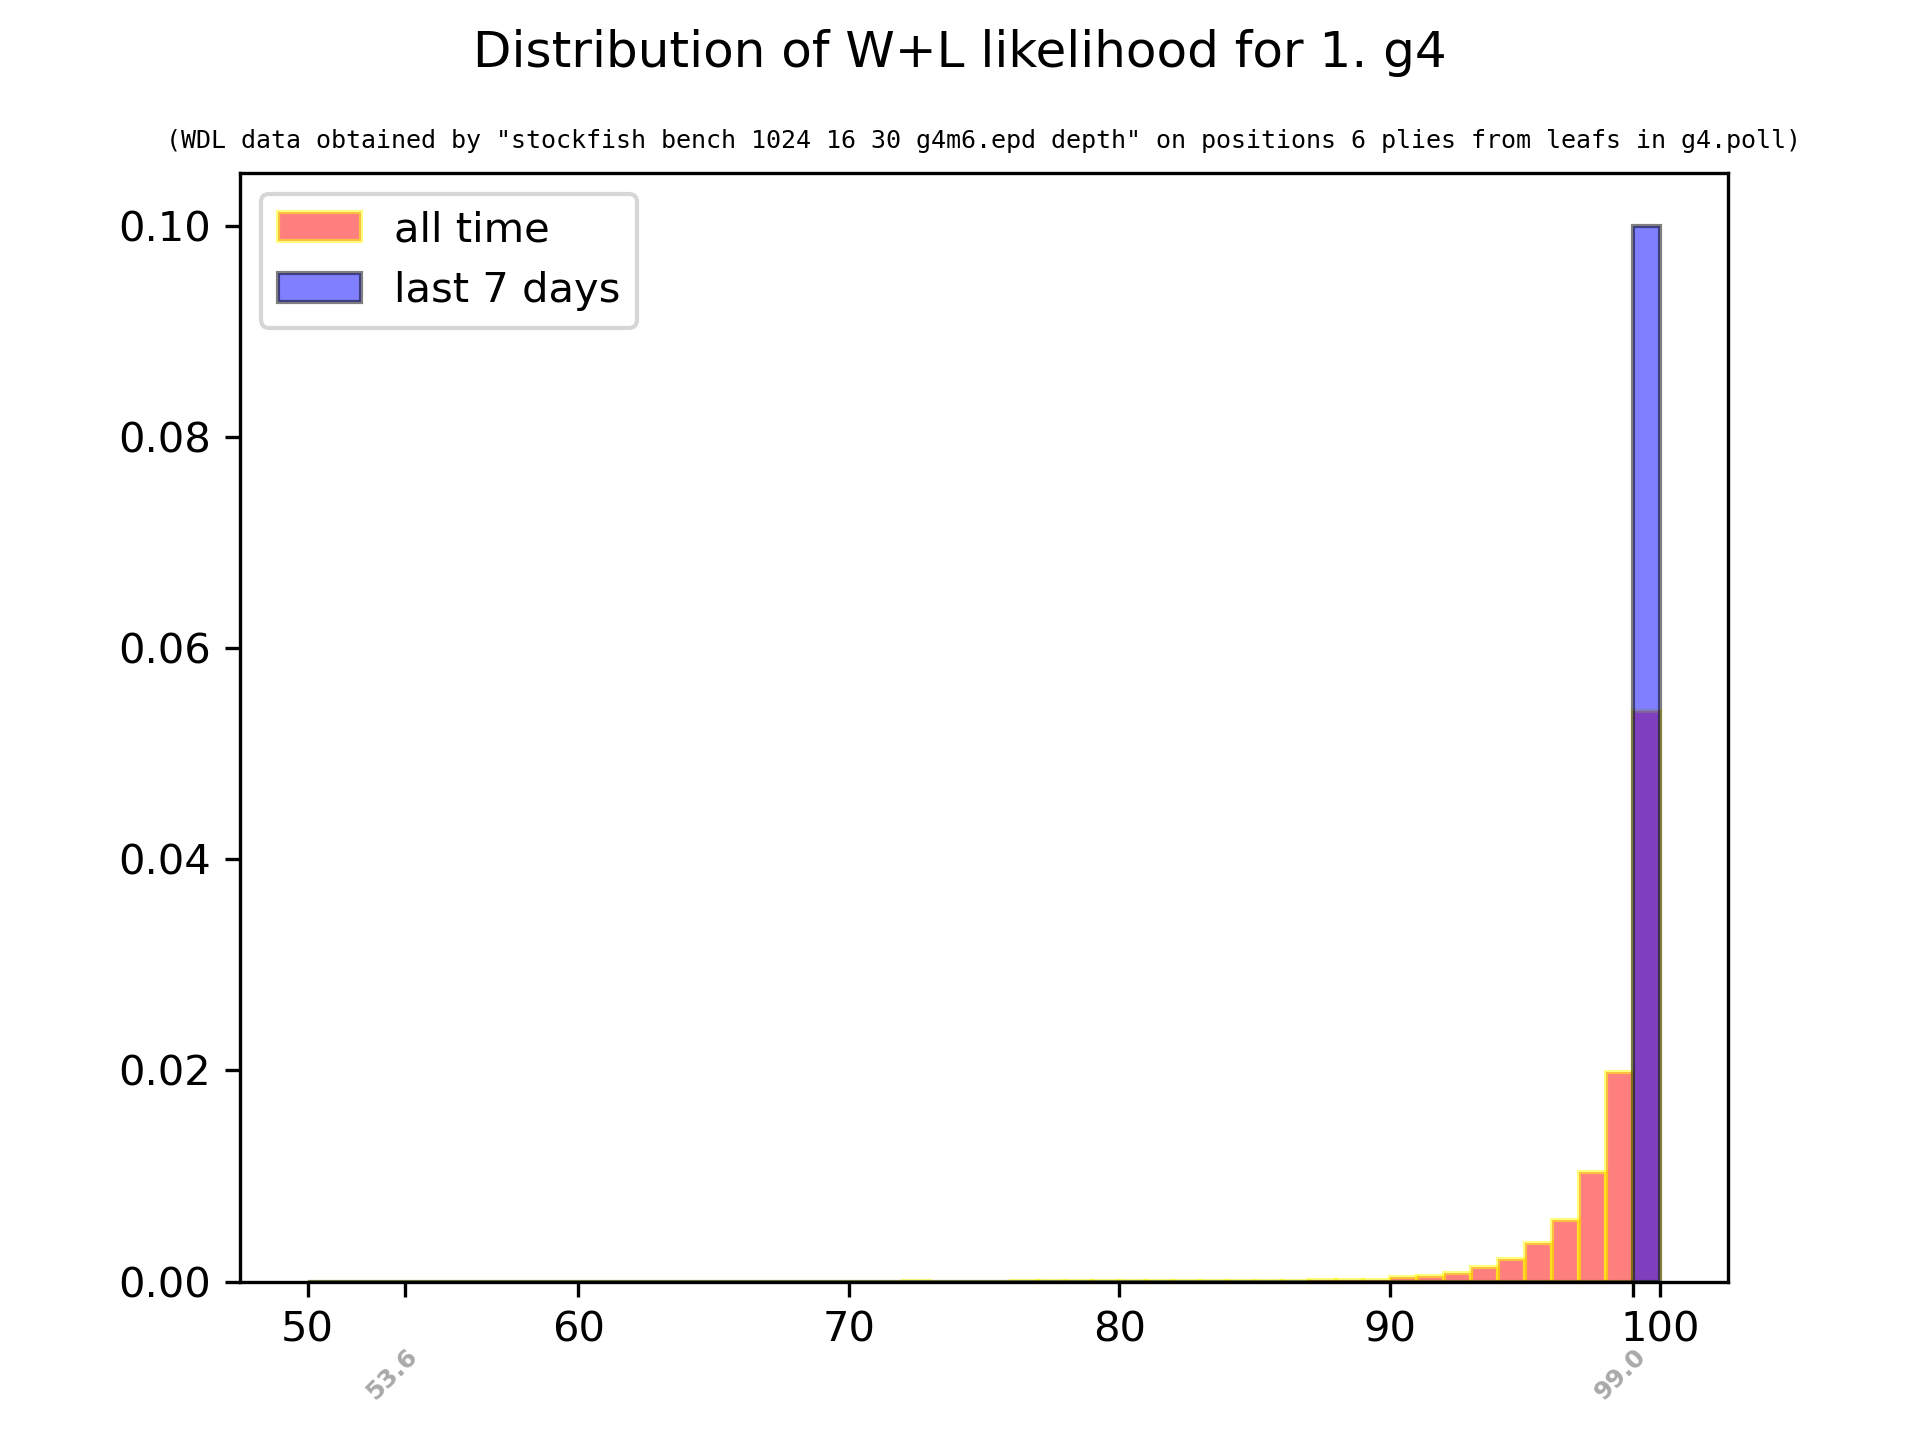 Distribution of W+L likelihood for 1. g4
(WDL data obtained by "stockfish bench 1024 16 30 g4m6.epd depth" on positions 6 plies from leafs in g4.poll)
all time
last 7 days
0.10
0.08
0.06
0.04
0.02
0.00
50 60 70 80 90 100
53.6 99.0